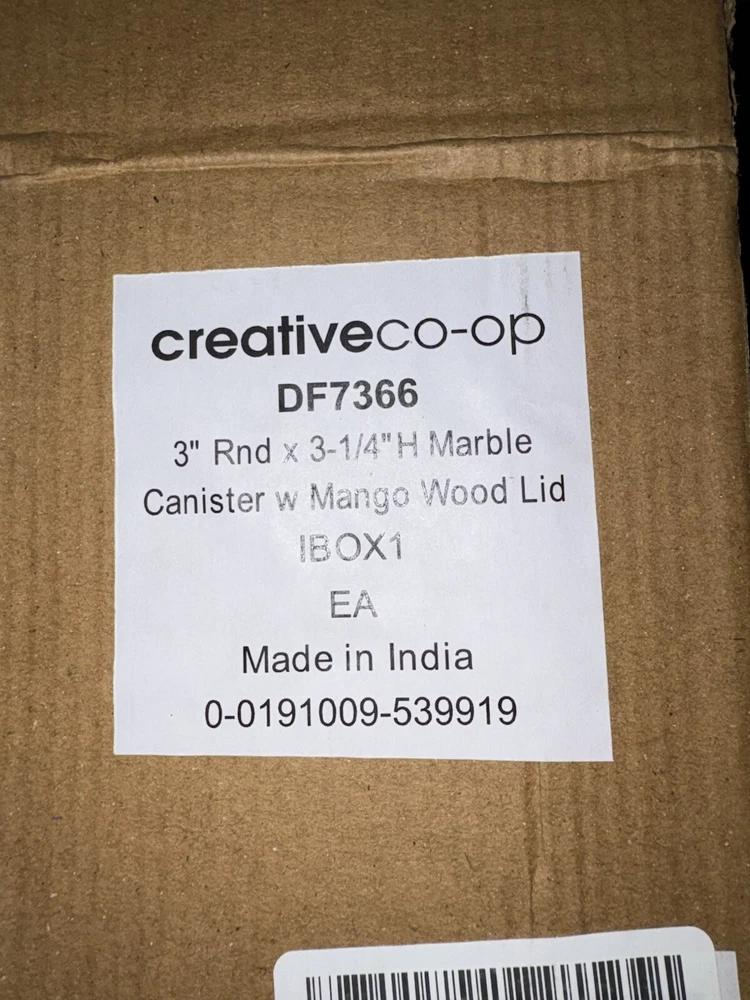 creativeco-op
DF7366
3" Rnd x 3-1/4"H Marble
Canister w Mango Wood Lid
IBOX1
EA
Made in India
0-0191009-539919